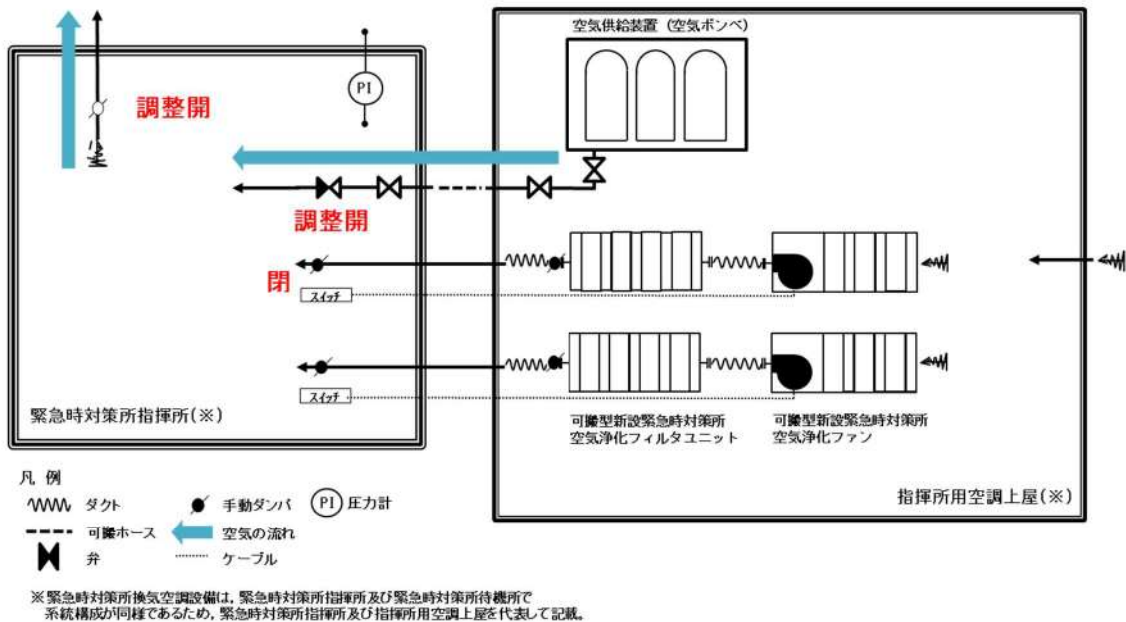 空気供給装置 (空気ボンベ)
PI
調整開
調整開
閉
スイッチ
スイッチ
緊急時対策所指揮所(※)
可搬型新設緊急時対策所
空気浄化フィルタユニット
可搬型新設緊急時対策所
空気浄化ファン
指揮所用空調上屋(※)
凡 例
ダクト
手動ダンパ
PI 圧力計
可搬ホース
空気の流れ
弁
ケーブル
※緊急時対策所換気空調設備は、緊急時対策所指揮所及び緊急時対策所待機所で
系統構成が同様であるため、緊急時対策所指揮所及び指揮所用空調上屋を代表して記載。